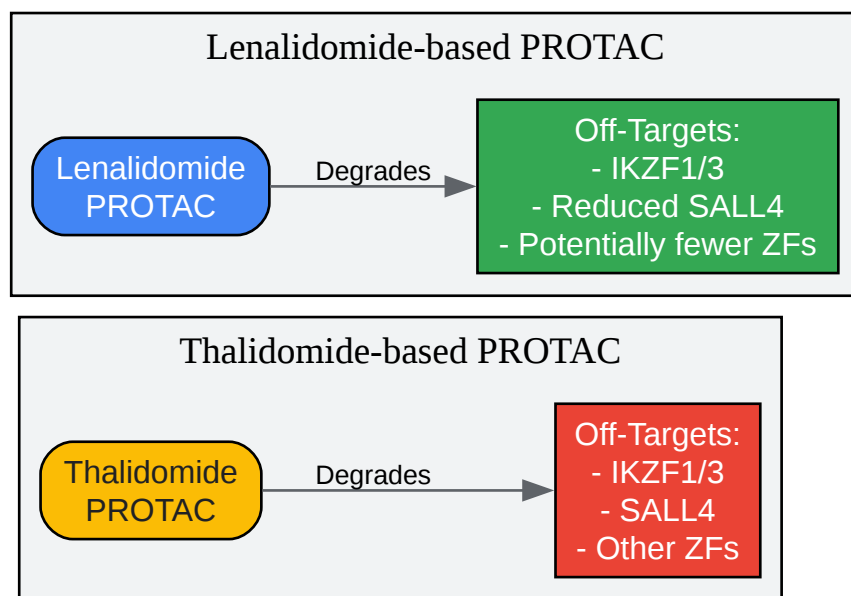 Lenalidomide-based PROTAC
Lenalidomide
PROTAC
Degrades
Off-Targets:
- IKZF1/3
- Reduced SALL4
- Potentially fewer ZFs
Thalidomide-based PROTAC
Thalidomide
PROTAC
Degrades
Off-Targets:
- IKZF1/3
- SALL4
- Other ZFs